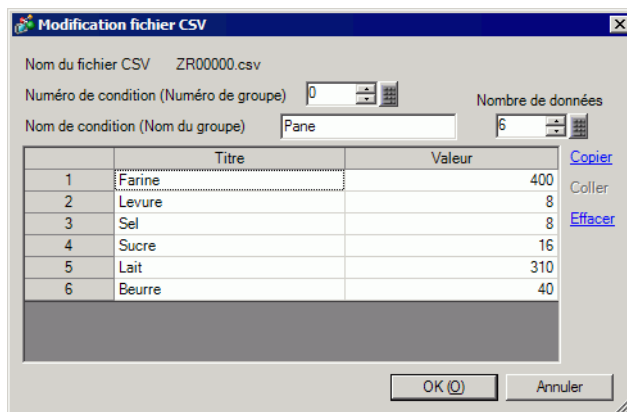 Modification fichier CSV
Nom du fichier CSV ZR00000.csv
Numéro de condition (Numéro de groupe) 0
Nombre de données
Nom de condition (Nom du groupe) Pane 6
Titre Valeur Copier
1 Farine 400
Coller
2 Levure 8
Effacer
3 Sel 8
4 Sucre 16
5 Lait 310
6 Beurre 40
OK (O) Annuler